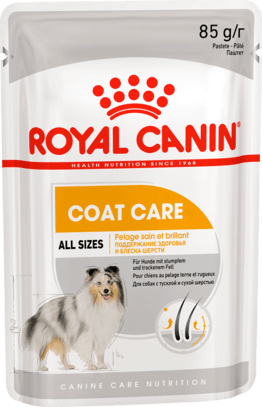 85 g/г
Pastete - Pâté
Паштет
ROYAL CANIN
HEALTH NUTRITION SINCE 1968
COAT CARE
ALL SIZES
Pelage sain et brillant
ПОДДЕРЖАНИЕ ЗДОРОВЬЯ
И БЛЕСКА ШЕРСТИ
Für Hunde mit stumpfem
und trockenem Fell
Pour chiens au pelage terne et rugueux
Для собак с тусклой и сухой шерстью
CANINE CARE NUTRITION